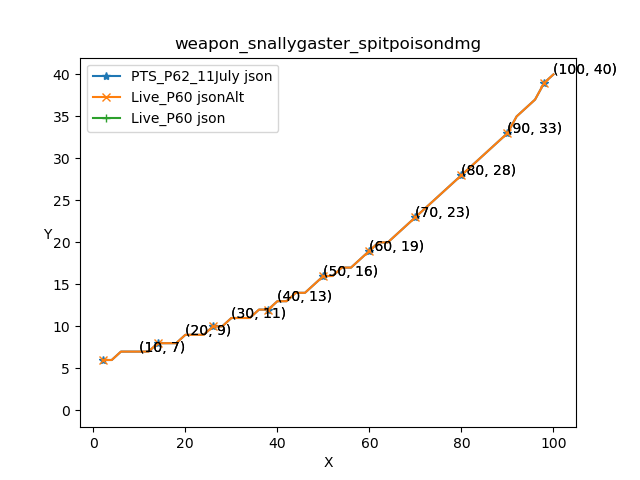 weapon_snallygaster_spitpoisondmg
PTS_P62_11July json
Live_P60 jsonAlt
Live_P60 json
(100, 40)
(90, 33)
(80, 28)
(70, 23)
(60, 19)
(50, 16)
(40, 13)
(30, 11)
(20, 9)
(10, 7)
40
35
30
25
20
15
10
5
0
Y
0 20 40 60 80 100
X